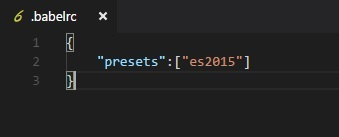 .babelrc
1 {
2 "presets":["es2015"]
3 }